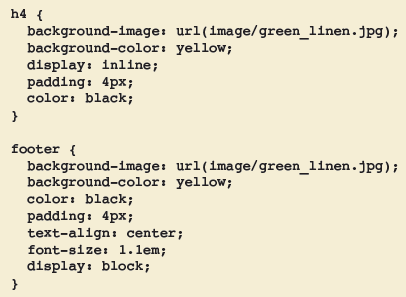 h4 {
  background-image: url(image/green_linen.jpg);
  background-color: yellow;
  display: inline;
  padding: 4px;
  color: black;
}
footer {
  background-image: url(image/green_linen.jpg);
  background-color: yellow;
  color: black;
  padding: 4px;
  text-align: center;
  font-size: 1.1em;
  display: block;
}